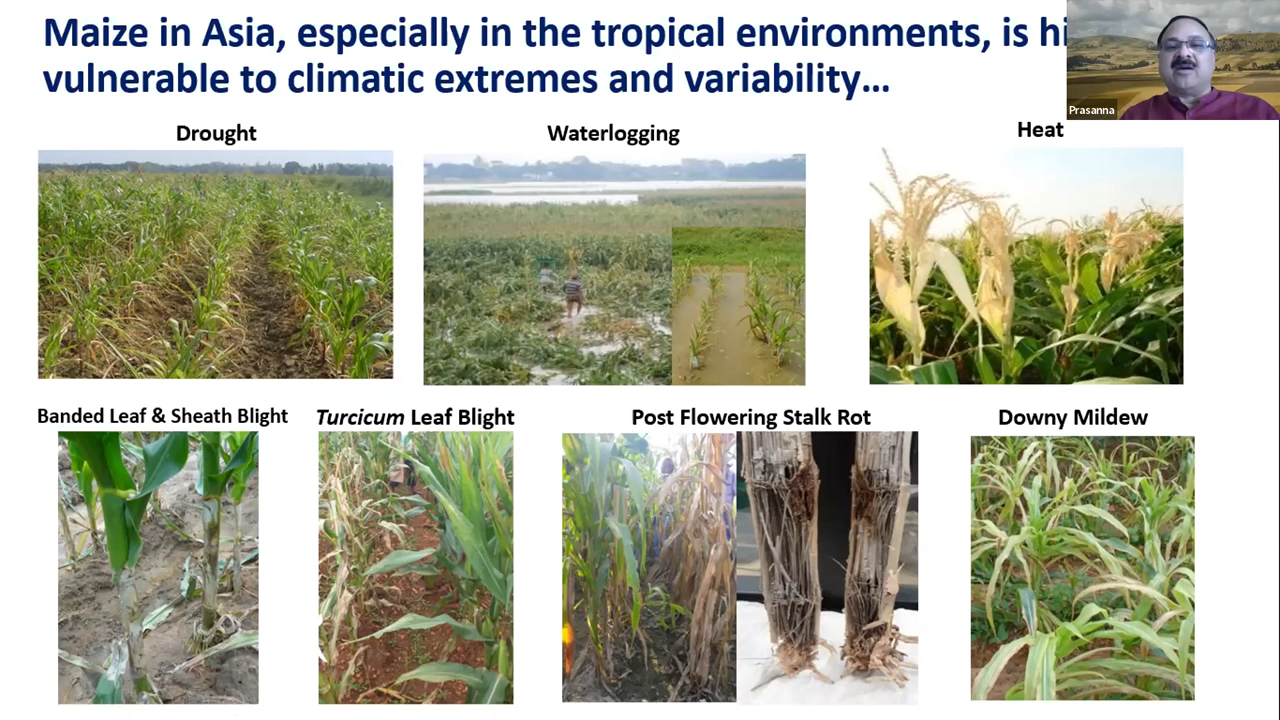 Maize in Asia, especially in the tropical environments, is hi
vulnerable to climatic extremes and variability…
Prasanna
Drought
Waterlogging
Heat
Banded Leaf & Sheath Blight
Turcicum Leaf Blight
Post Flowering Stalk Rot
Downy Mildew